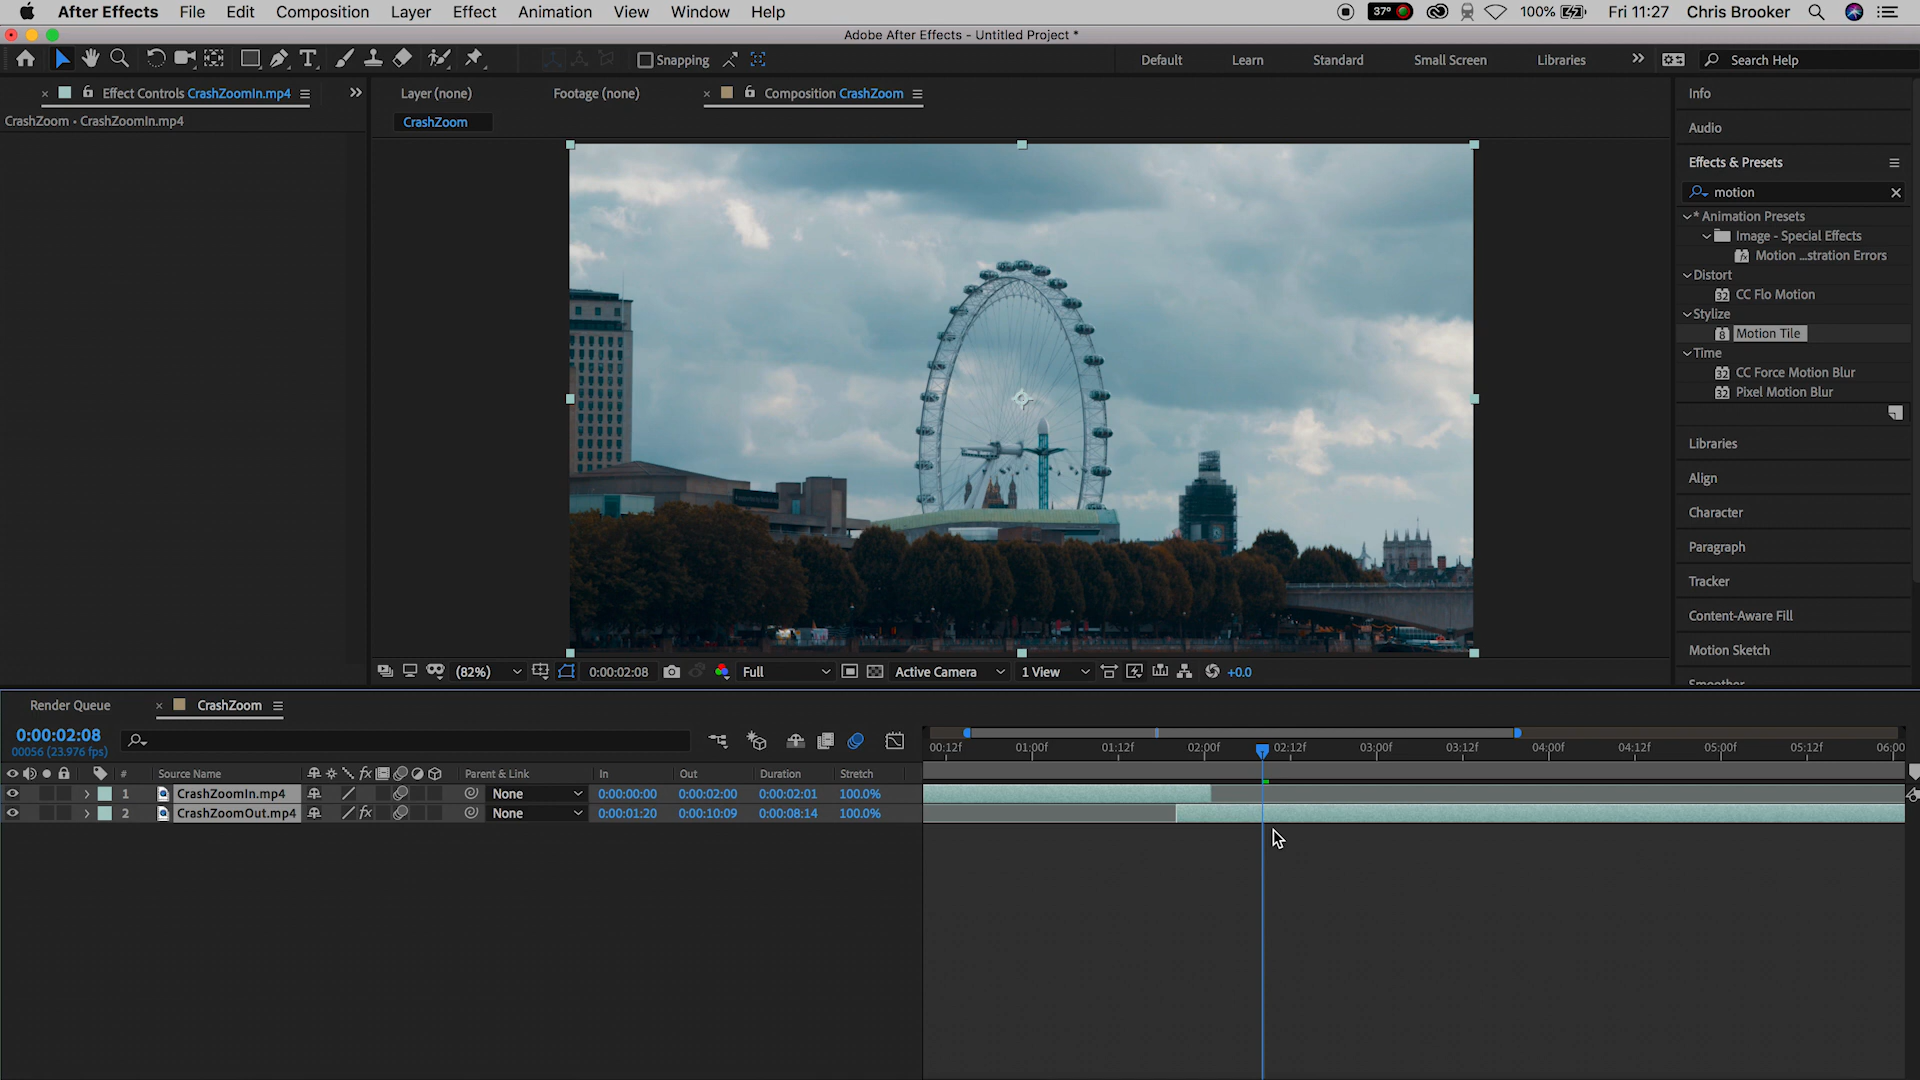 After Effects File Edit Composition Layer Effect Animation View Window Help 37° 100% Fri 11:27 Chris Brooker
Adobe After Effects - Untitled Project *
Snapping Default Learn Standard Small Screen Libraries Search Help
Effect Controls CrashZoomIn.mp4 Layer (none) Footage (none) Composition CrashZoom Info
CrashZoom • CrashZoomIn.mp4 CrashZoom Audio
Effects & Presets
motion
* Animation Presets
Image - Special Effects
Motion ...stration Errors
Distort
CC Flo Motion
Stylize
Motion Tile
Time
CC Force Motion Blur
Pixel Motion Blur
Libraries
Align
Character
Paragraph
Tracker
Content-Aware Fill
Motion Sketch
Smoother
(82%) 0:00:02:08 Full Active Camera 1 View +0.0
Render Queue CrashZoom
0:00:02:08
00056 (23.976 fps)
00:12f 01:00f 01:12f 02:00f 02:12f 03:00f 03:12f 04:00f 04:12f 05:00f 05:12f 06:00
# Source Name fx Parent & Link In Out Duration Stretch
1 CrashZoomIn.mp4 None 0:00:00:00 0:00:02:00 0:00:02:01 100.0%
2 CrashZoomOut.mp4 fx None 0:00:01:20 0:00:10:09 0:00:08:14 100.0%